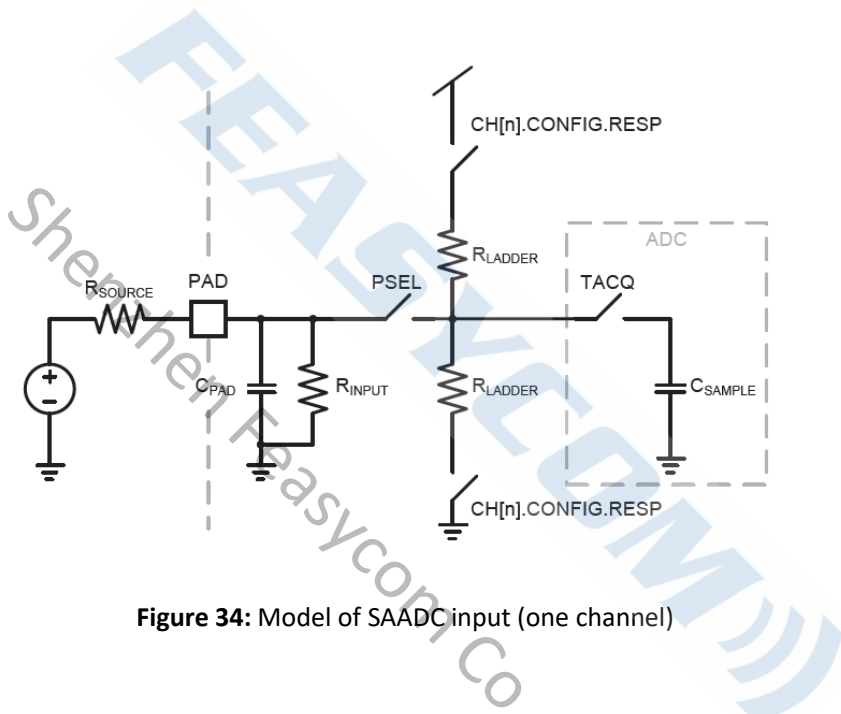 FEASYCOM
Shenzhen Feasycom Co
CH[n].CONFIG.RESP
ADC
RLADDER
RSOURCE
PAD
PSEL
TACQ
CPAD
RINPUT
RLADDER
CSAMPLE
CH[n].CONFIG.RESP
Figure 34: Model of SAADC input (one channel)